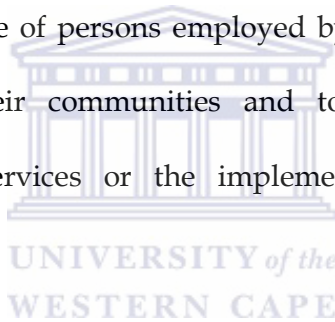 e of persons employed by
eir communities and to
ervices or the impleme
UNIVERSITY of the
WESTERN CAPE